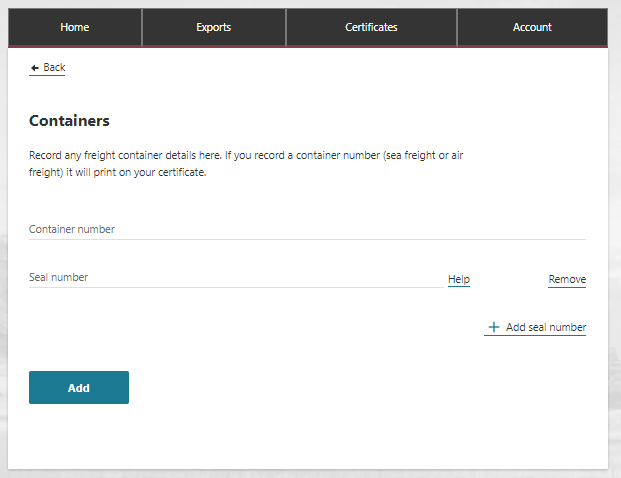 Home Exports Certificates Account
Back
Containers
Record any freight container details here. If you record a container number (sea freight or air
freight) it will print on your certificate.
Container number
Seal number Help Remove
Add seal number
Add